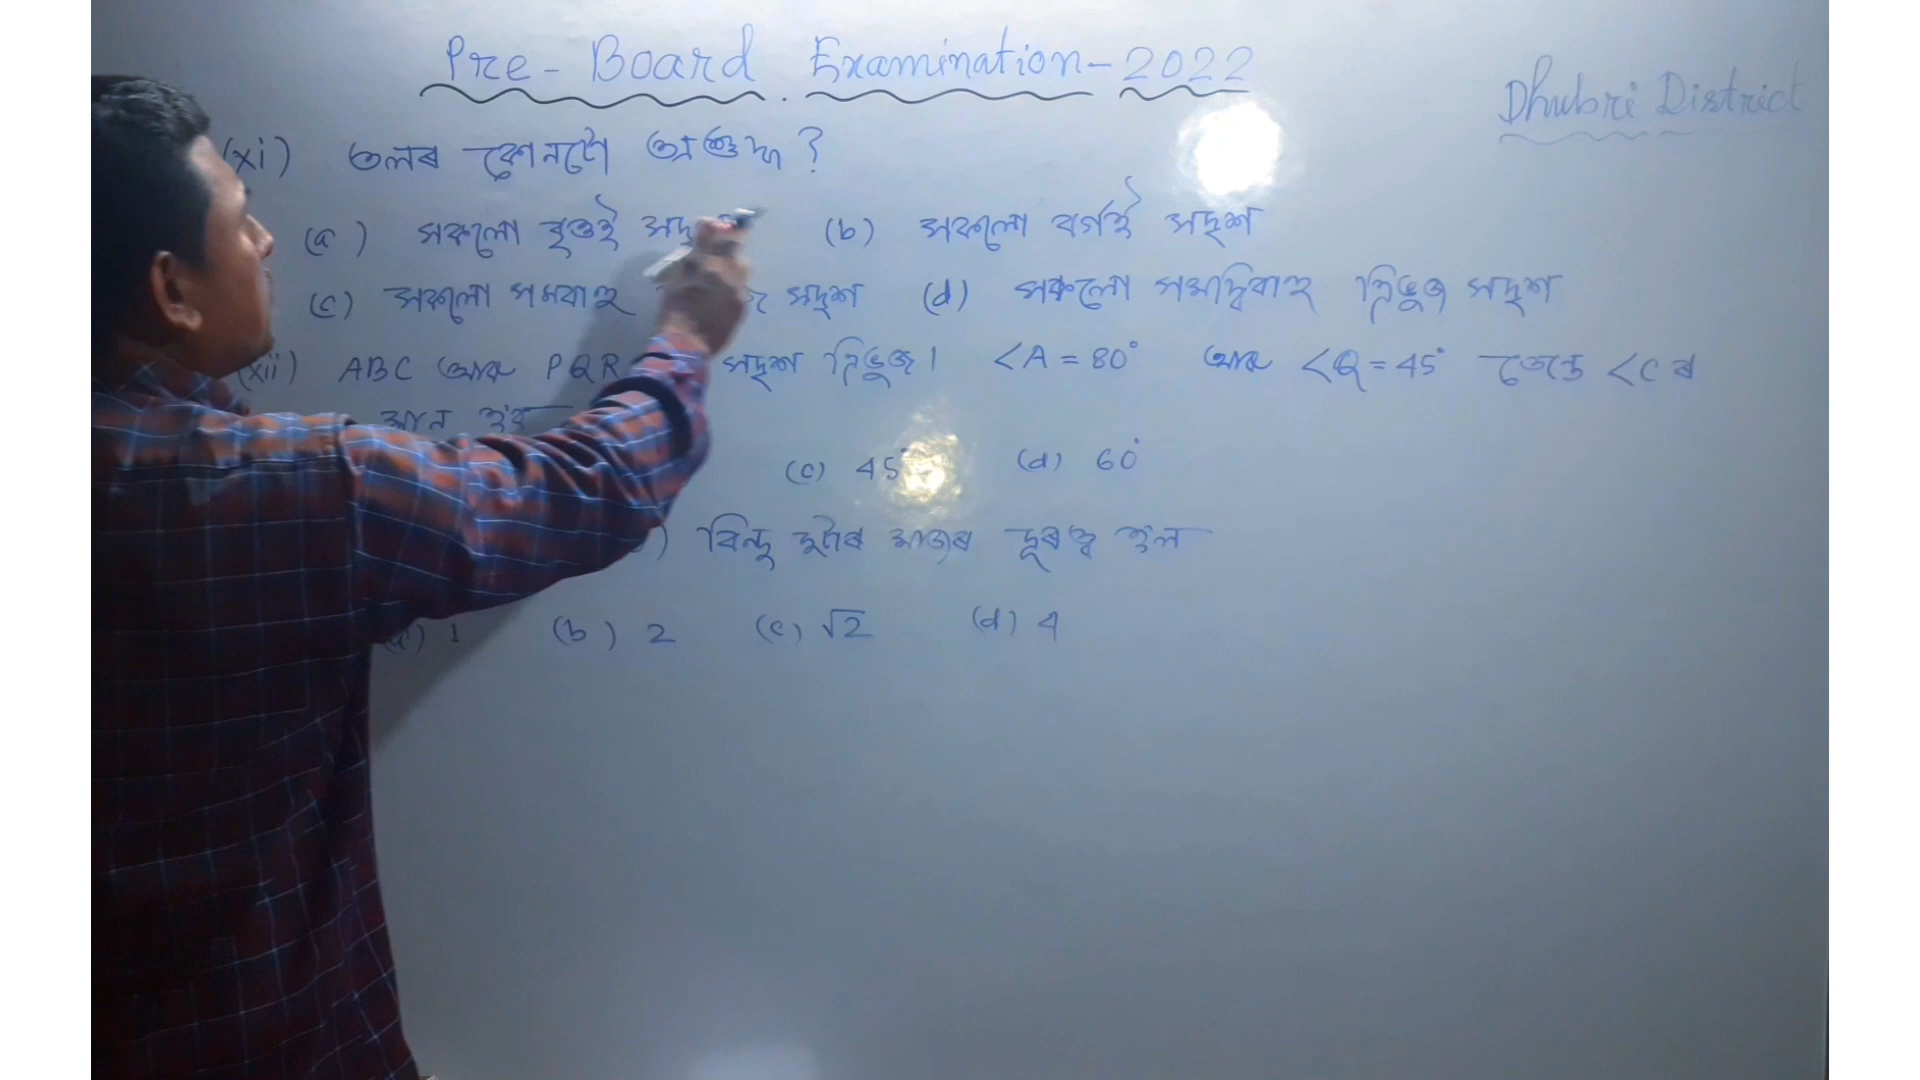 Pre-Board Examination-2022
Dhubri District
(xi) তলৰ কোনটো অশুদ্ধ ?
(a) সকলো বৃত্তই (b) সকলো বৰ্গই সদৃশ
(c) সকলো সমবাহু সদৃশ (d) সকলো সমদ্বিবাহু ত্ৰিভুজ সদৃশ
(xii) ABC আৰু PQR সদৃশ ত্ৰিভুজ। <A = 80° আৰু <Q = 45° তেন্তে <C ৰ
মান হ'ব
(c) 45° (d) 60°
) বিন্দু দুটাৰ মাজৰ দূৰত্ব হ'ল
(a) 1 (b) 2 (c) √2 (d) 4